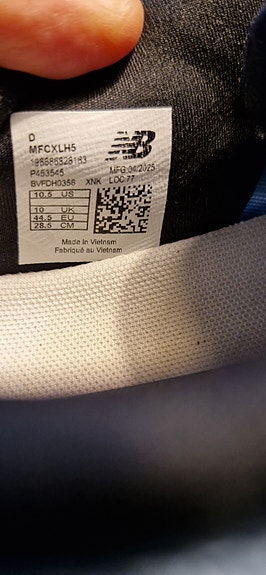 D
MFCXLH5
195885828183
P453545 MFG 04/2025
BVFDH0356 XNK LOC 77
10.5 US
10 UK
44.5 EU
28.5 CM
Made in Vietnam
Fabriqué au Vietnam